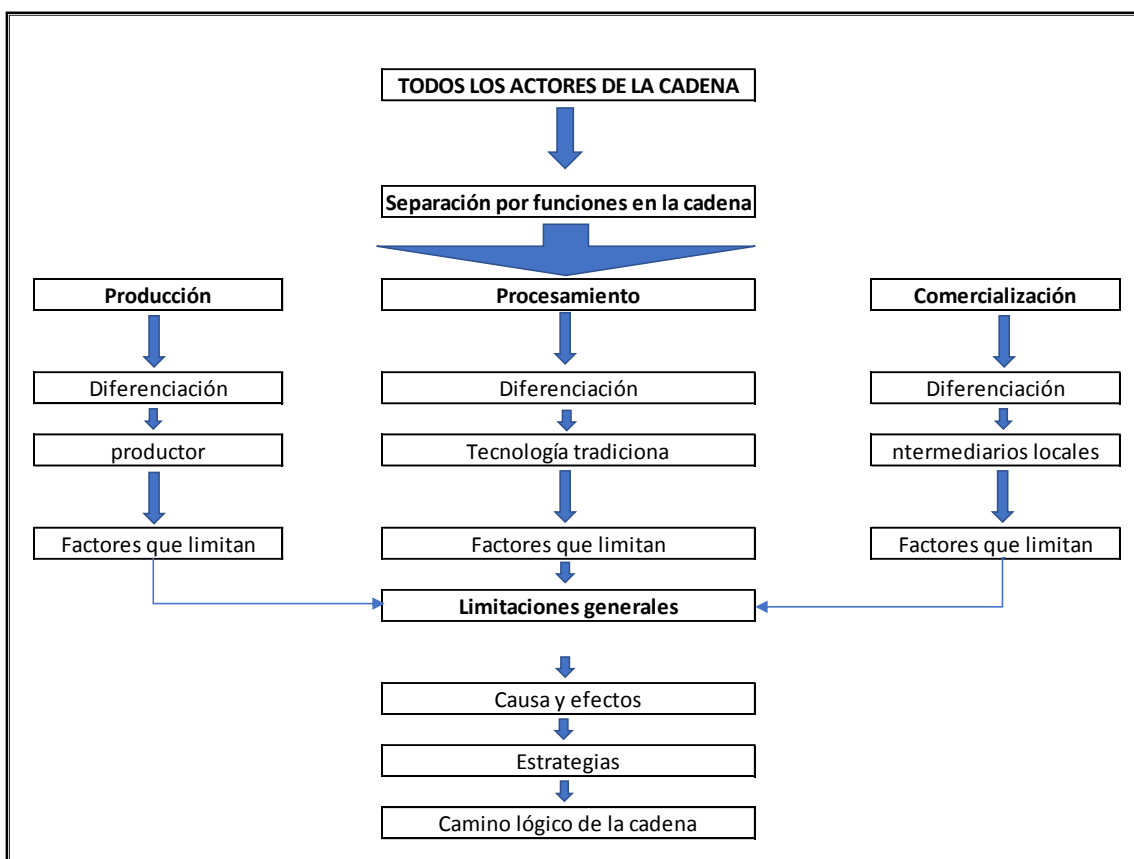 TODOS LOS ACTORES DE LA CADENA
Separación por funciones en la cadena
Producción
Procesamiento
Comercialización
Diferenciación
Diferenciación
Diferenciación
productor
Tecnología tradiciona
ntermediarios locales
Factores que limitan
Factores que limitan
Factores que limitan
Limitaciones generales
Causa y efectos
Estrategias
Camino lógico de la cadena